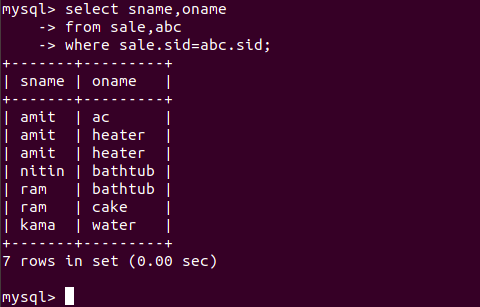 mysql> select sname,oname
    -> from sale,abc
    -> where sale.sid=abc.sid;
+-------+---------+
| sname | oname   |
+-------+---------+
| amit  | ac      |
| amit  | heater  |
| amit  | heater  |
| nitin | bathtub |
| ram   | bathtub |
| ram   | cake    |
| kama  | water   |
+-------+---------+
7 rows in set (0.00 sec)

mysql>